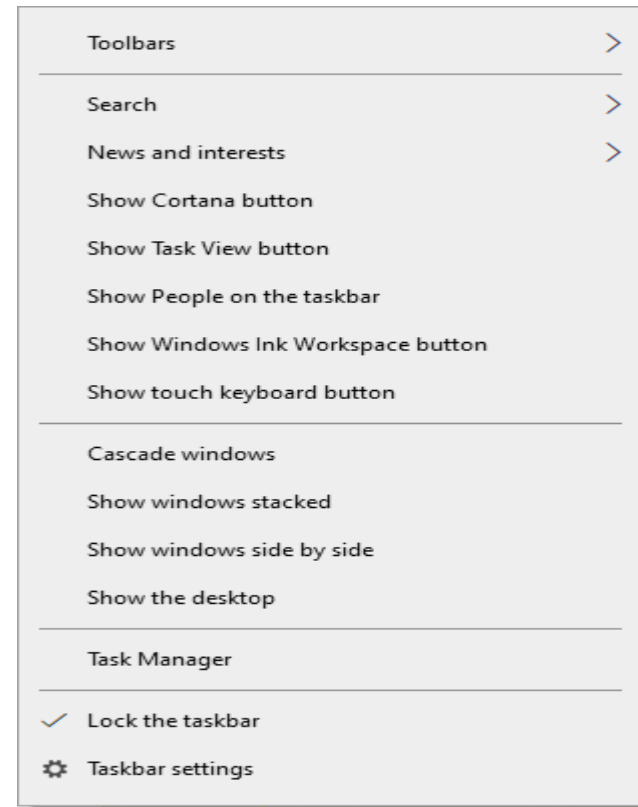 Toolbars
Search
News and interests
Show Cortana button
Show Task View button
Show People on the taskbar
Show Windows Ink Workspace button
Show touch keyboard button
Cascade windows
Show windows stacked
Show windows side by side
Show the desktop
Task Manager
Lock the taskbar
Taskbar settings